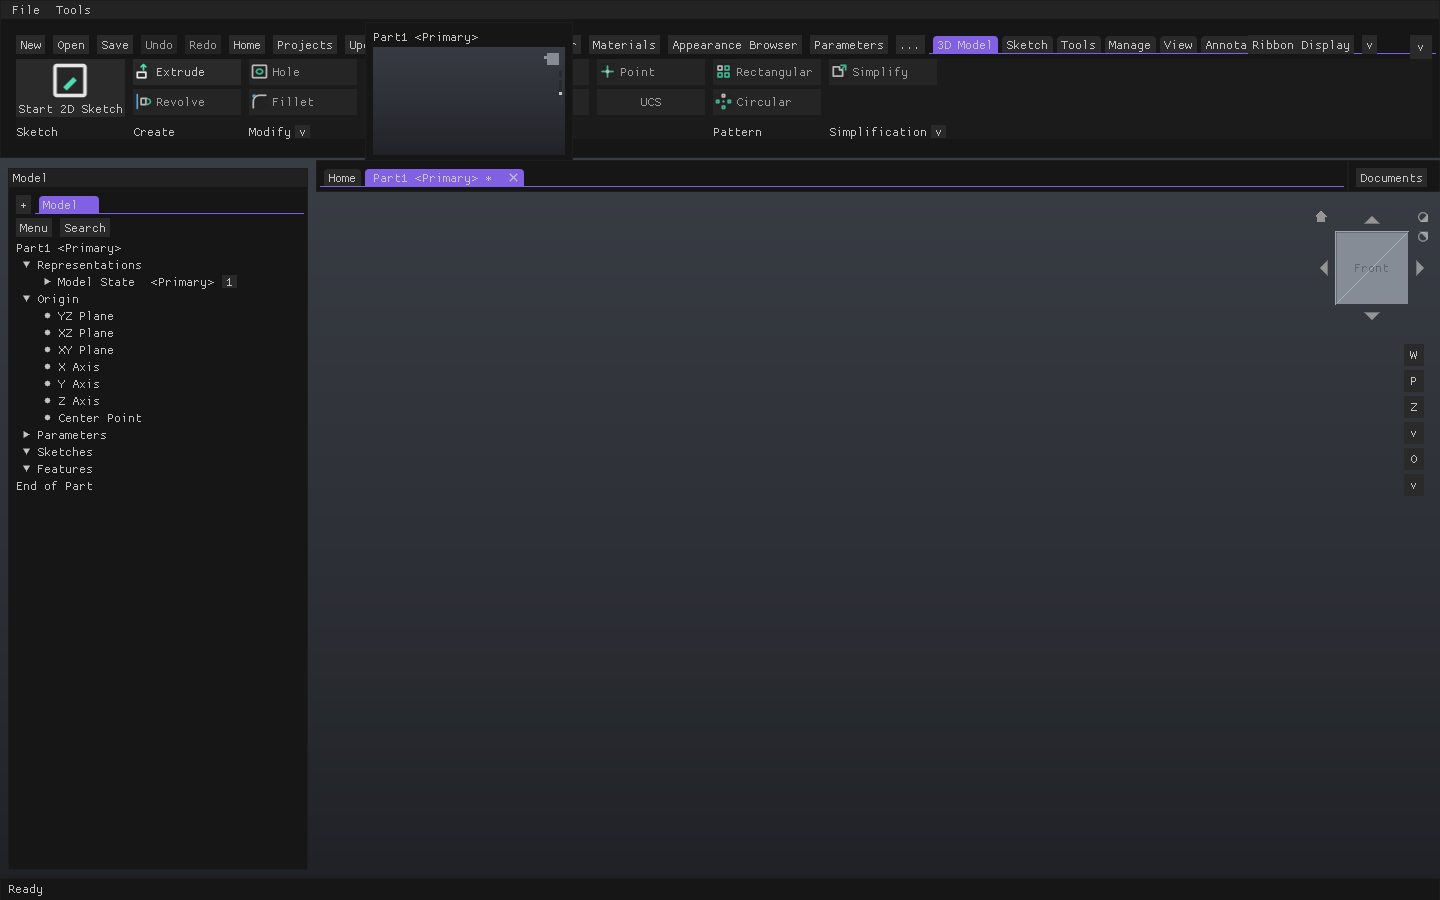 File Tools
Part1 <Primary>
New Open Save Undo Redo Home Projects Materials Appearance Browser Parameters ... 3D Model Sketch Tools Manage View Annota Ribbon Display v v
Extrude Hole Point Rectangular Simplify
Start 2D Sketch Revolve Fillet UCS Circular
Sketch Create Modify v Pattern Simplification v
Model
Home Part1 <Primary> * Documents
+ Model
Menu Search
Part1 <Primary>
Representations
Model State <Primary> 1
Origin
YZ Plane
XZ Plane
XY Plane
X Axis
Y Axis
Z Axis
Center Point
Parameters
Sketches
Features
End of Part
Front
W
P
Z
v
O
v
Ready